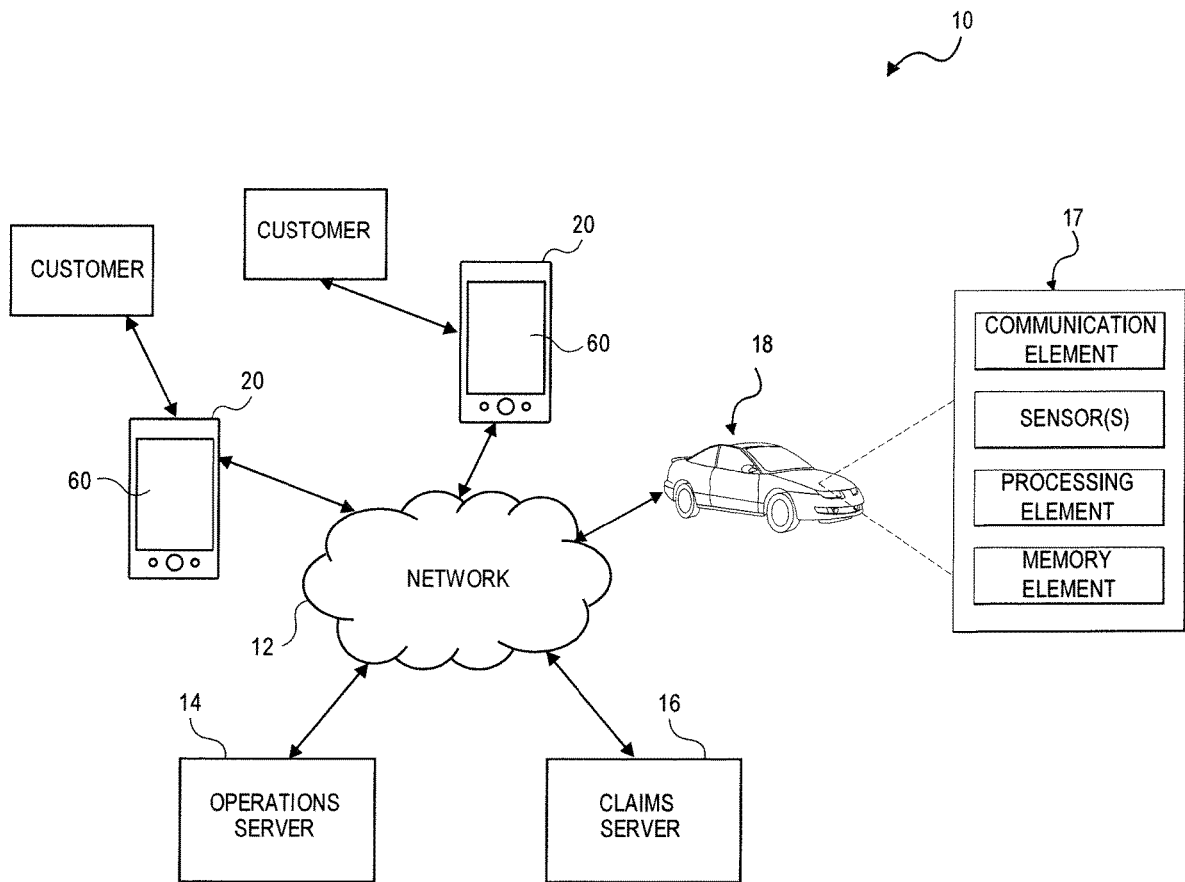 10
CUSTOMER
20
CUSTOMER
17
COMMUNICATION
ELEMENT
60
18
20
SENSOR(S)
60
PROCESSING
ELEMENT
NETWORK
MEMORY
ELEMENT
12
14
16
OPERATIONS
SERVER
CLAIMS
SERVER